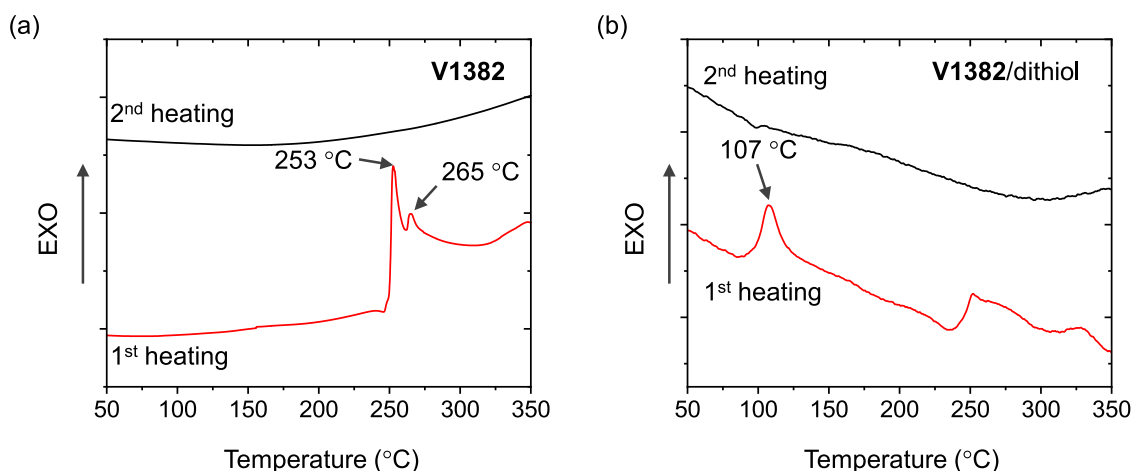 (a)
V1382
2nd heating
253 °C
265 °C
EXO
1st heating
50 100 150 200 250 300 350
Temperature (°C)
(b)
V1382/dithiol
2nd heating
107 °C
EXO
1st heating
50 100 150 200 250 300 350
Temperature (°C)